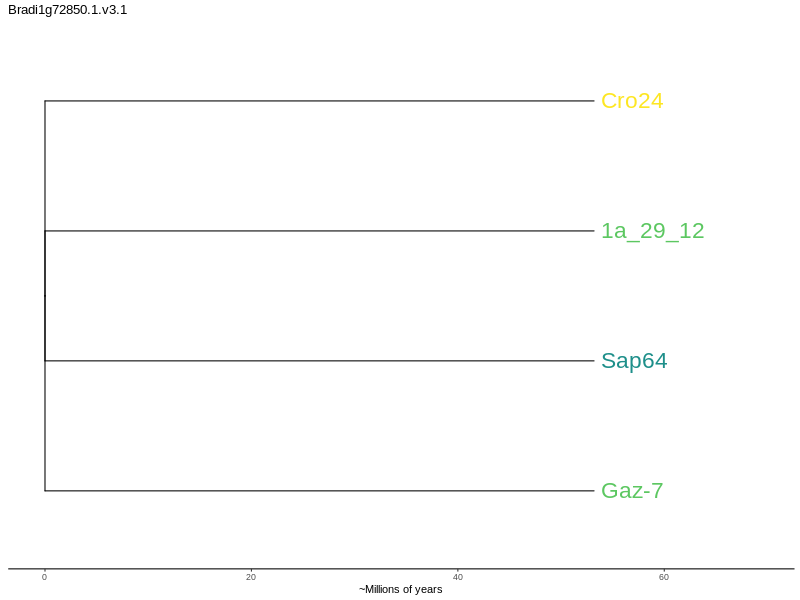 Bradi1g72850.1.v3.1
Cro24
1a_29_12
Sap64
Gaz-7
0 20 40 60
~Millions of years